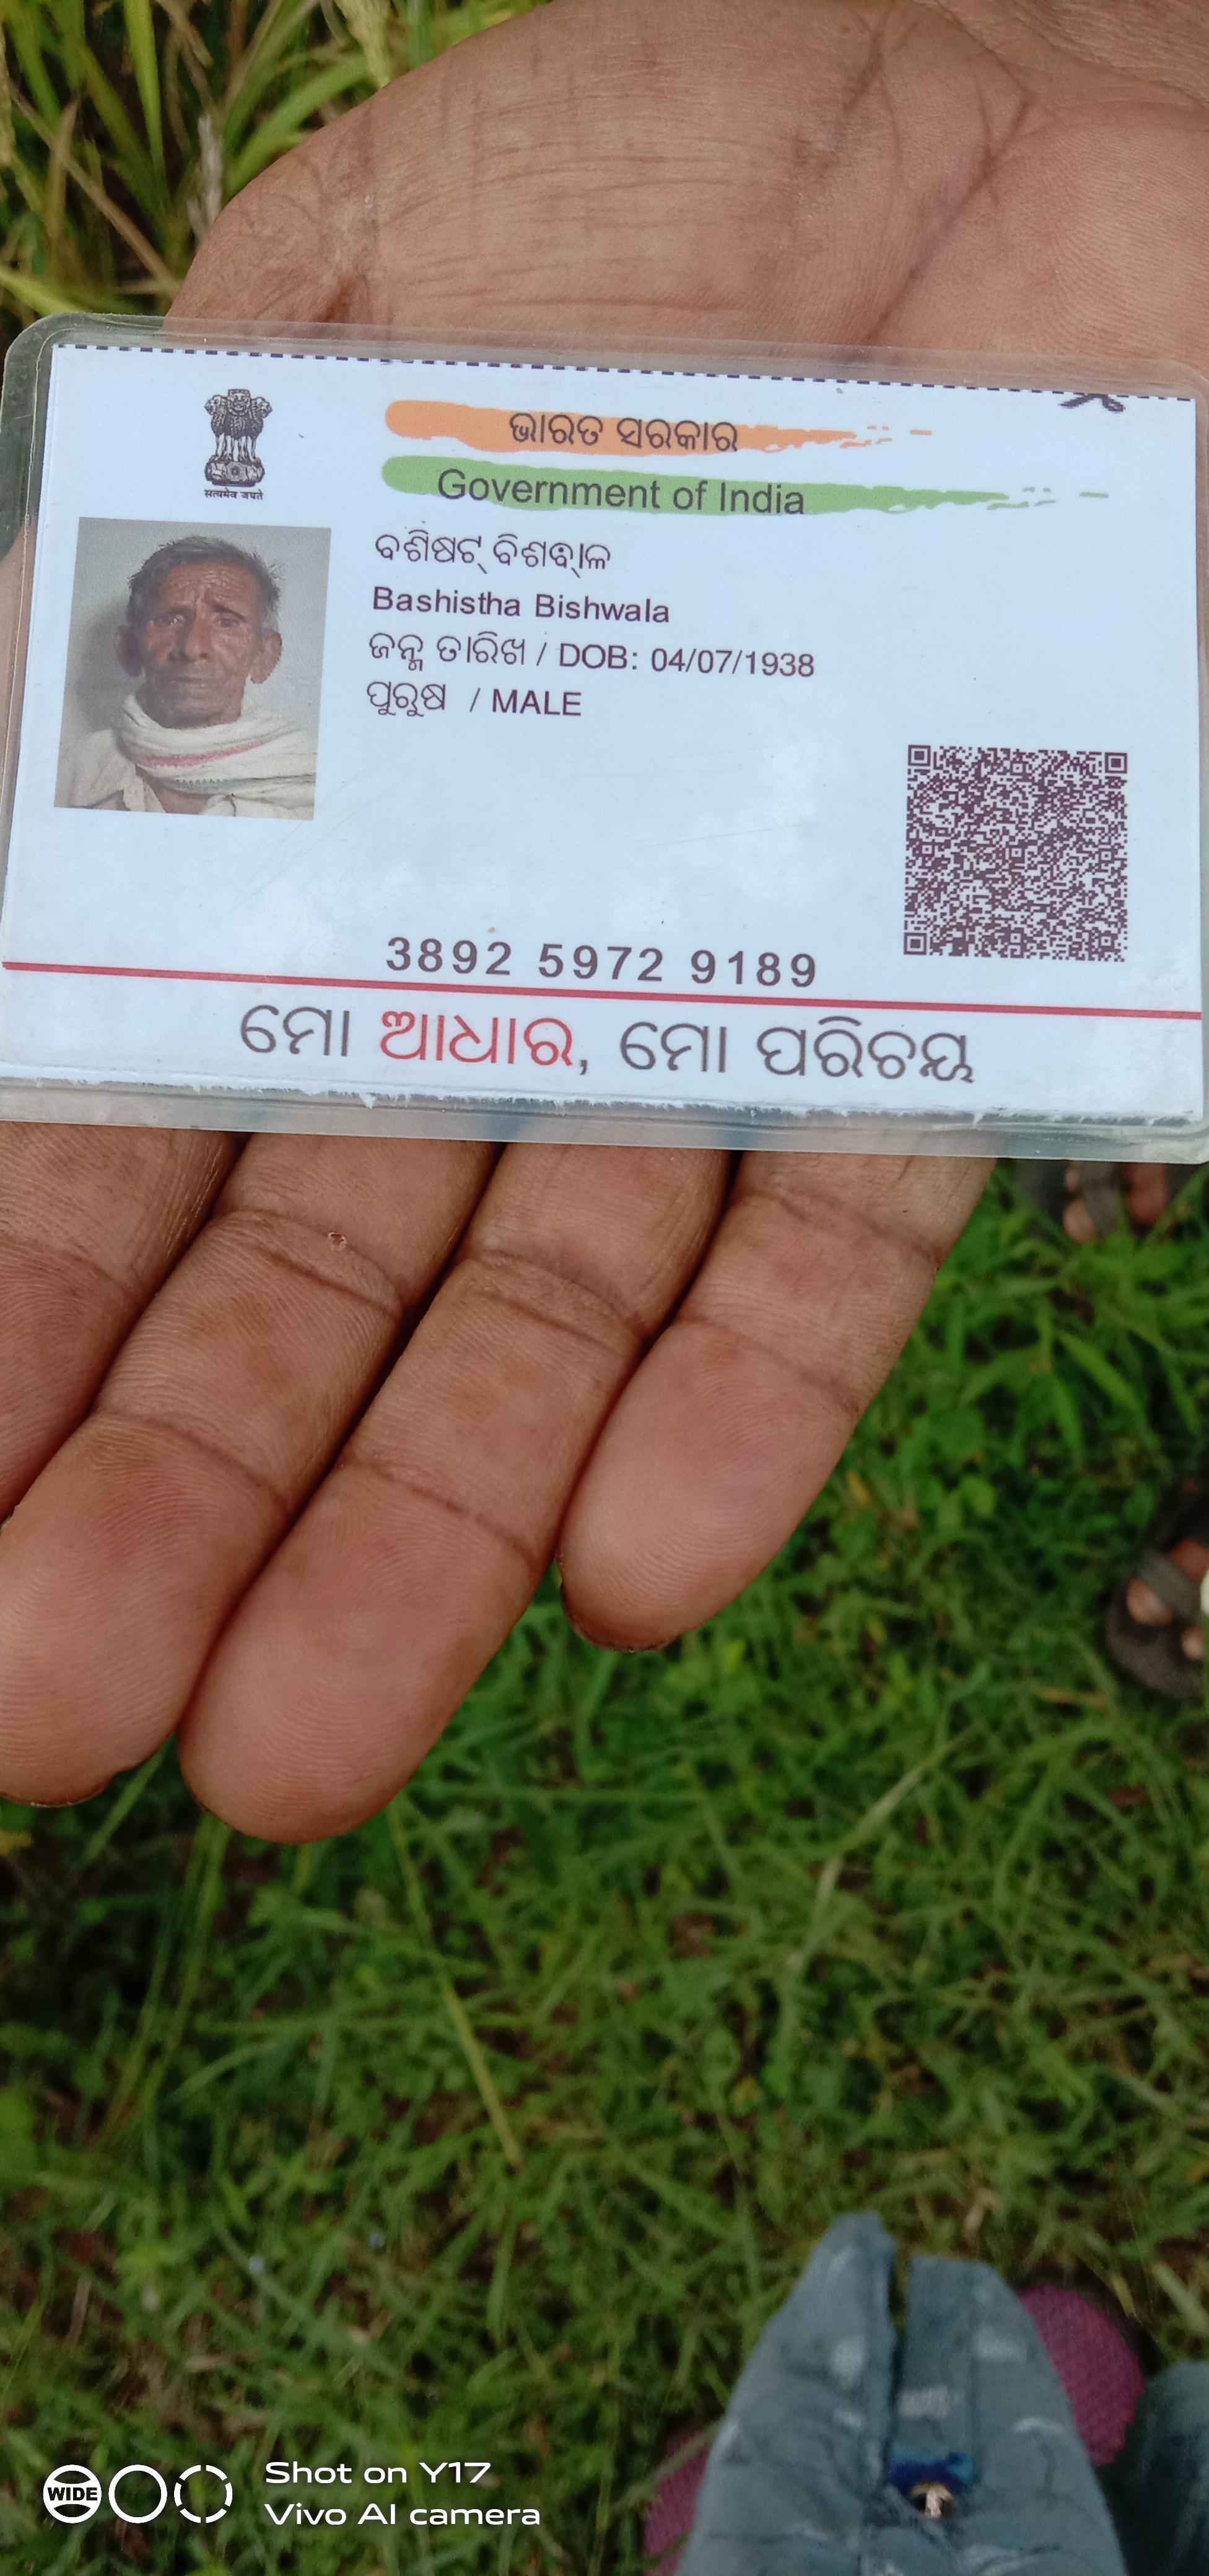 ଭାରତ ସରକାର
Government of India
सत्यमेव जयते
ବଶିଷଟ୍ ବିଶବ୍ାଳ
Bashistha Bishwala
ଜନ୍ମ ତାରିଖ / DOB: 04/07/1938
ପୁରୁଷ / MALE
3892 5972 9189
ମୋ ଆଧାର, ମୋ ପରିଚୟ
WIDE
Shot on Y17
Vivo AI camera